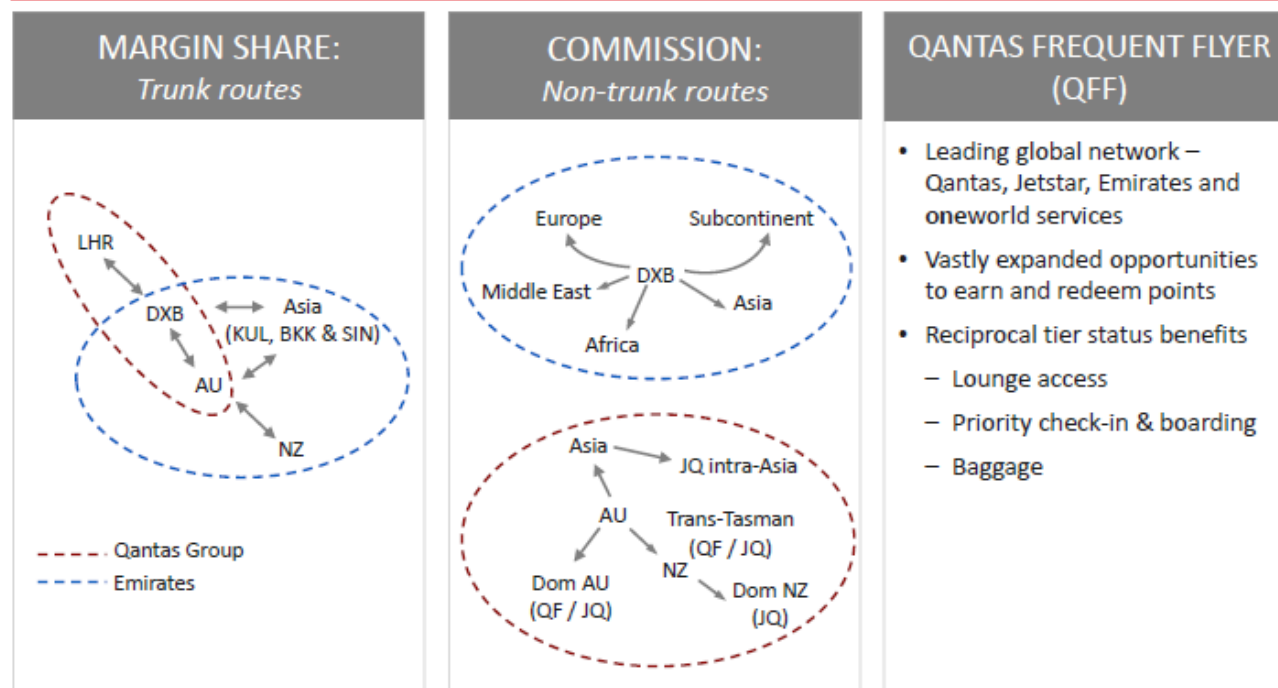 MARGIN SHARE:
Trunk routes
LHR
DXB
Asia
(KUL, BKK & SIN)
AU
NZ
Qantas Group
Emirates
COMMISSION:
Non-trunk routes
Europe
Subcontinent
DXB
Middle East
Asia
Africa
Asia
JQ intra-Asia
AU
Trans-Tasman
(QF / JQ)
NZ
Dom AU
(QF / JQ)
Dom NZ
(JQ)
QANTAS FREQUENT FLYER
(QFF)
• Leading global network –
Qantas, Jetstar, Emirates and
oneworld services
• Vastly expanded opportunities
to earn and redeem points
• Reciprocal tier status benefits
– Lounge access
– Priority check-in & boarding
– Baggage